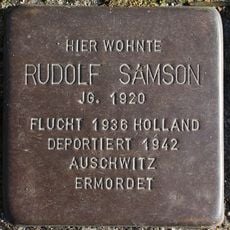 HIER WOHNTE
RUDOLF SAMSON
JG. 1920
FLUCHT 1936 HOLLAND
DEPORTIERT 1942
AUSCHWITZ
ERMORDET